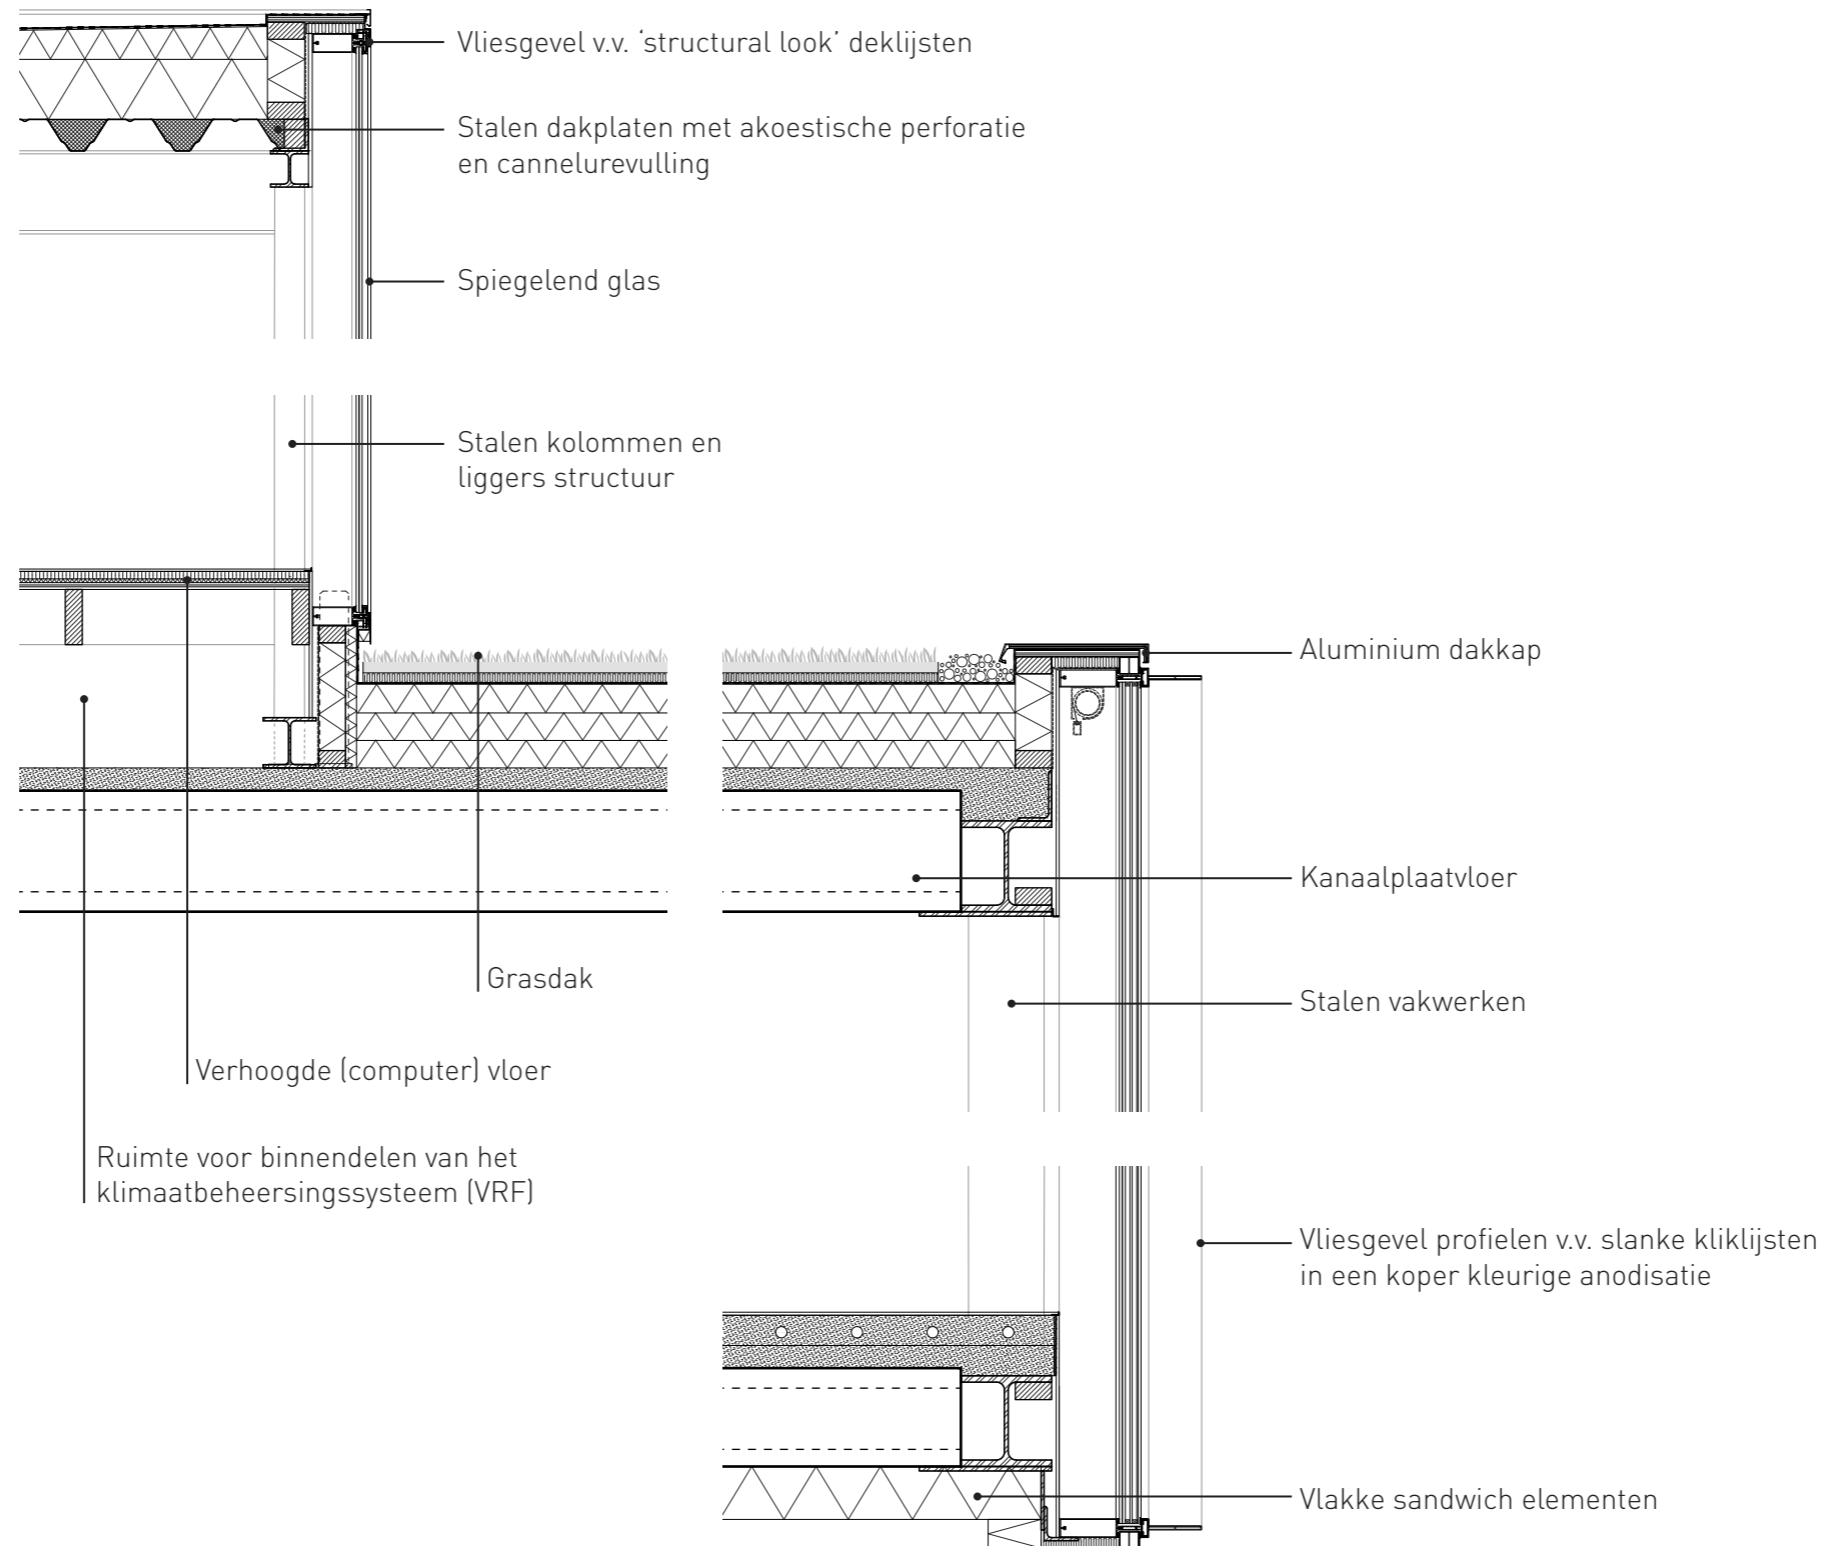 Vliesgevel v.v. ‘structural look’ deklijsten
Stalen dakplaten met akoestische perforatie
en cannelurevulling
Spiegelend glas
Stalen kolommen en
liggers structuur
Aluminium dakkap
Kanaalplaatvloer
Grasdak
Stalen vakwerken
Verhoogde (computer) vloer
Ruimte voor binnendelen van het
klimaatbeheersingssysteem (VRF)
Vliesgevel profielen v.v. slanke kliklijsten
in een koper kleurige anodisatie
Vlakke sandwich elementen